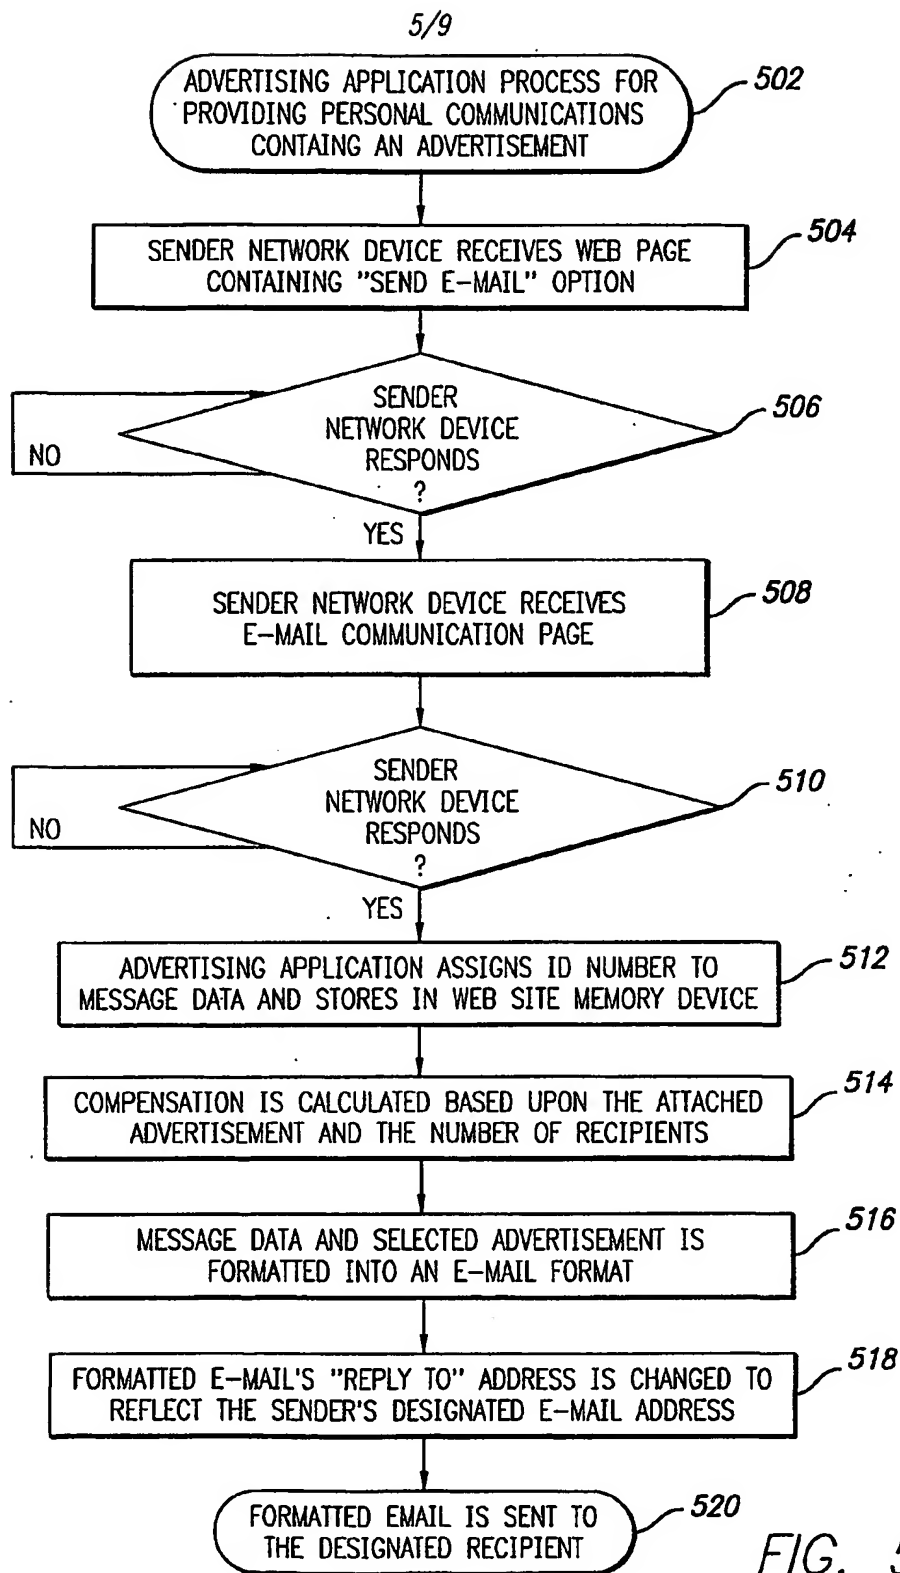 5/9
ADVERTISING APPLICATION PROCESS FOR
PROVIDING PERSONAL COMMUNICATIONS
CONTAING AN ADVERTISEMENT
502
SENDER NETWORK DEVICE RECEIVES WEB PAGE
CONTAINING "SEND E-MAIL" OPTION
504
SENDER
NETWORK DEVICE
RESPONDS
?
506
NO
YES
SENDER NETWORK DEVICE RECEIVES
E-MAIL COMMUNICATION PAGE
508
SENDER
NETWORK DEVICE
RESPONDS
?
510
NO
YES
ADVERTISING APPLICATION ASSIGNS ID NUMBER TO
MESSAGE DATA AND STORES IN WEB SITE MEMORY DEVICE
512
COMPENSATION IS CALCULATED BASED UPON THE ATTACHED
ADVERTISEMENT AND THE NUMBER OF RECIPIENTS
514
MESSAGE DATA AND SELECTED ADVERTISEMENT IS
FORMATTED INTO AN E-MAIL FORMAT
516
FORMATTED E-MAIL'S "REPLY TO" ADDRESS IS CHANGED TO
REFLECT THE SENDER'S DESIGNATED E-MAIL ADDRESS
518
FORMATTED EMAIL IS SENT TO
THE DESIGNATED RECIPIENT
520
FIG. 5